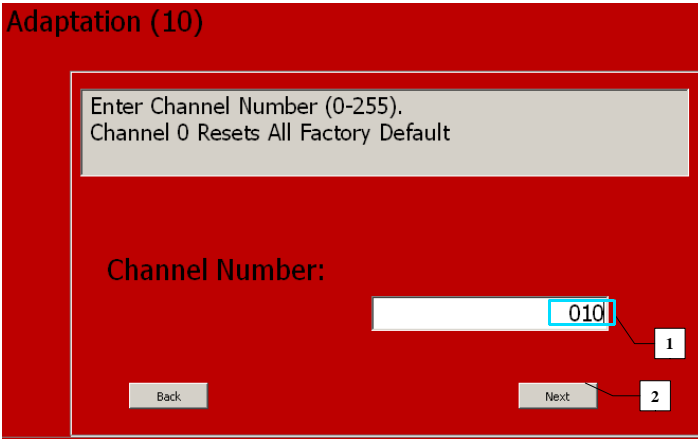 Adaptation (10)
Enter Channel Number (0-255).
Channel 0 Resets All Factory Default
Channel Number:
010
1
Back
Next
2